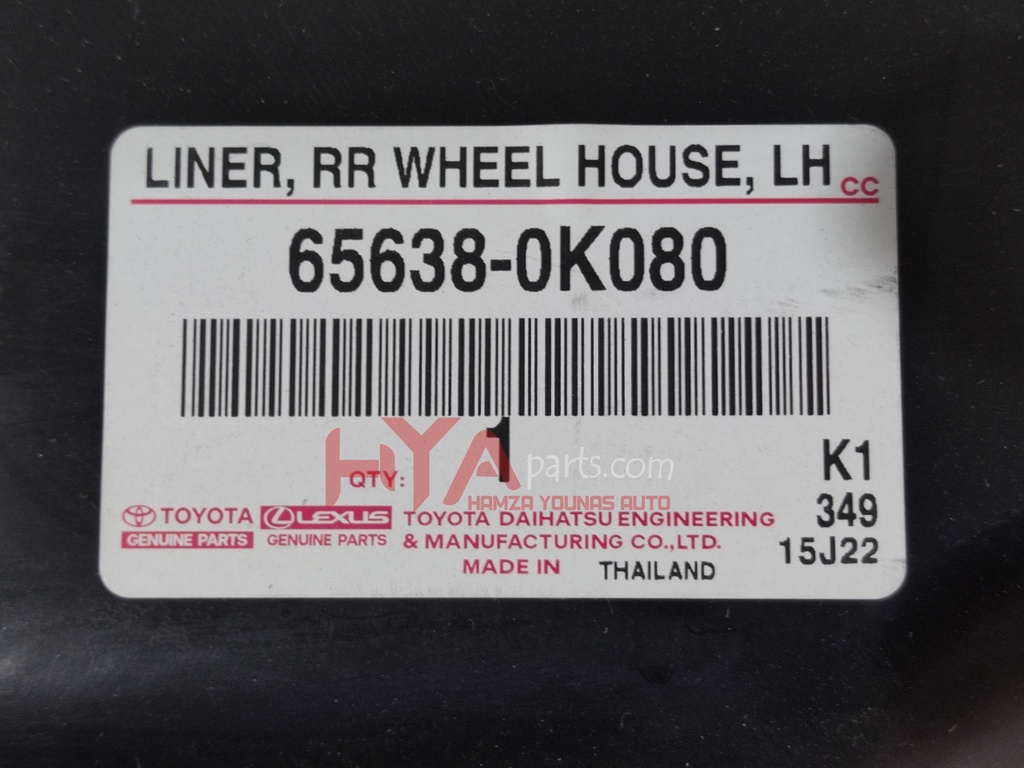 LINER, RR WHEEL HOUSE, LH CC
65638-0K080
HYAparts.com
HAMZA YOUNAS AUTO
QTY: 1
K1
349
15J22
TOYOTA
GENUINE PARTS
LEXUS
GENUINE PARTS
TOYOTA DAIHATSU ENGINEERING
& MANUFACTURING CO.,LTD.
MADE IN THAILAND